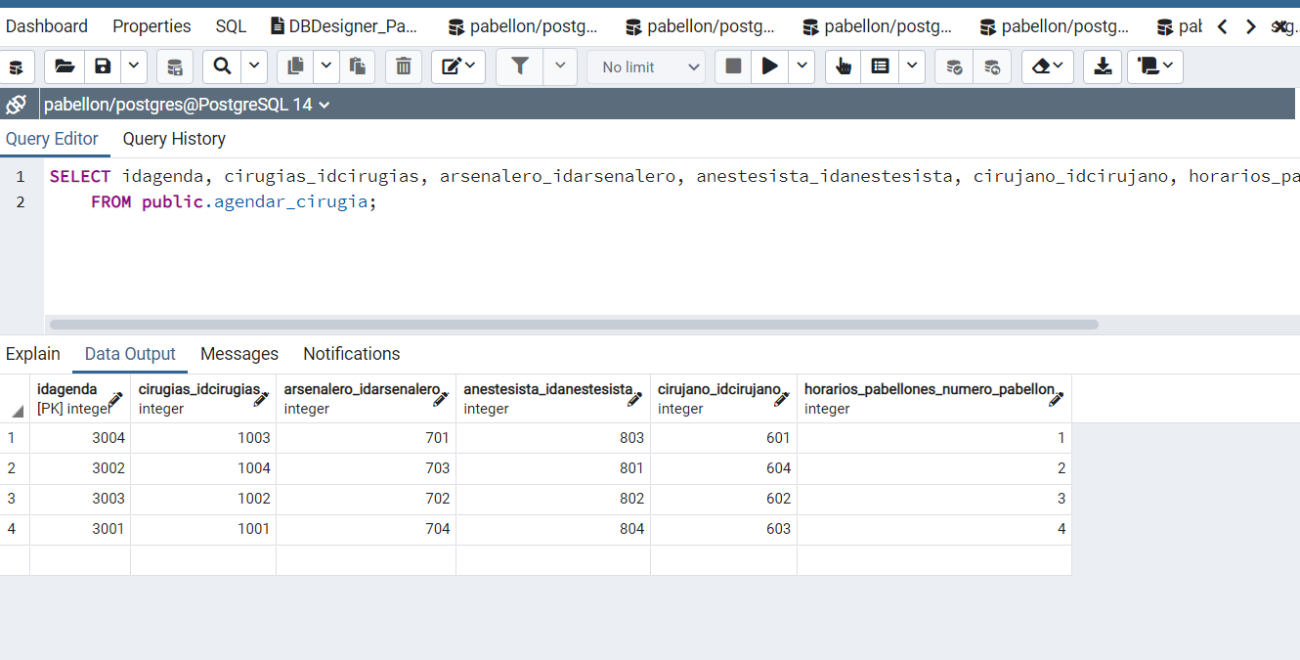 Dashboard Properties SQL DBDesigner_Pa... pabellon/postg... pabellon/postg... pabellon/postg... pabellon/postg...
No limit
pabellon/postgres@PostgreSQL 14
Query Editor Query History
1 SELECT idagenda, cirugias_idcirugias, arsenalero_idarsenalero, anestesista_idanestesista, cirujano_idcirujano, horarios_pa
2 FROM public.agendar_cirugia;
Explain Data Output Messages Notifications
idagenda cirugias_idcirugias arsenalero_idarsenalero anestesista_idanestesista cirujano_idcirujano horarios_pabellones_numero_pabellon
[PK] integer integer integer integer integer integer
1 3004 1003 701 803 601 1
2 3002 1004 703 801 604 2
3 3003 1002 702 802 602 3
4 3001 1001 704 804 603 4